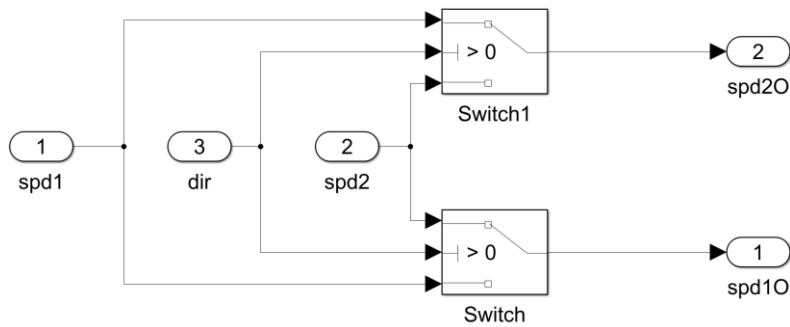 > 0
Switch1
2
spd2O
1
spd1
3
dir
2
spd2
> 0
Switch
1
spd1O